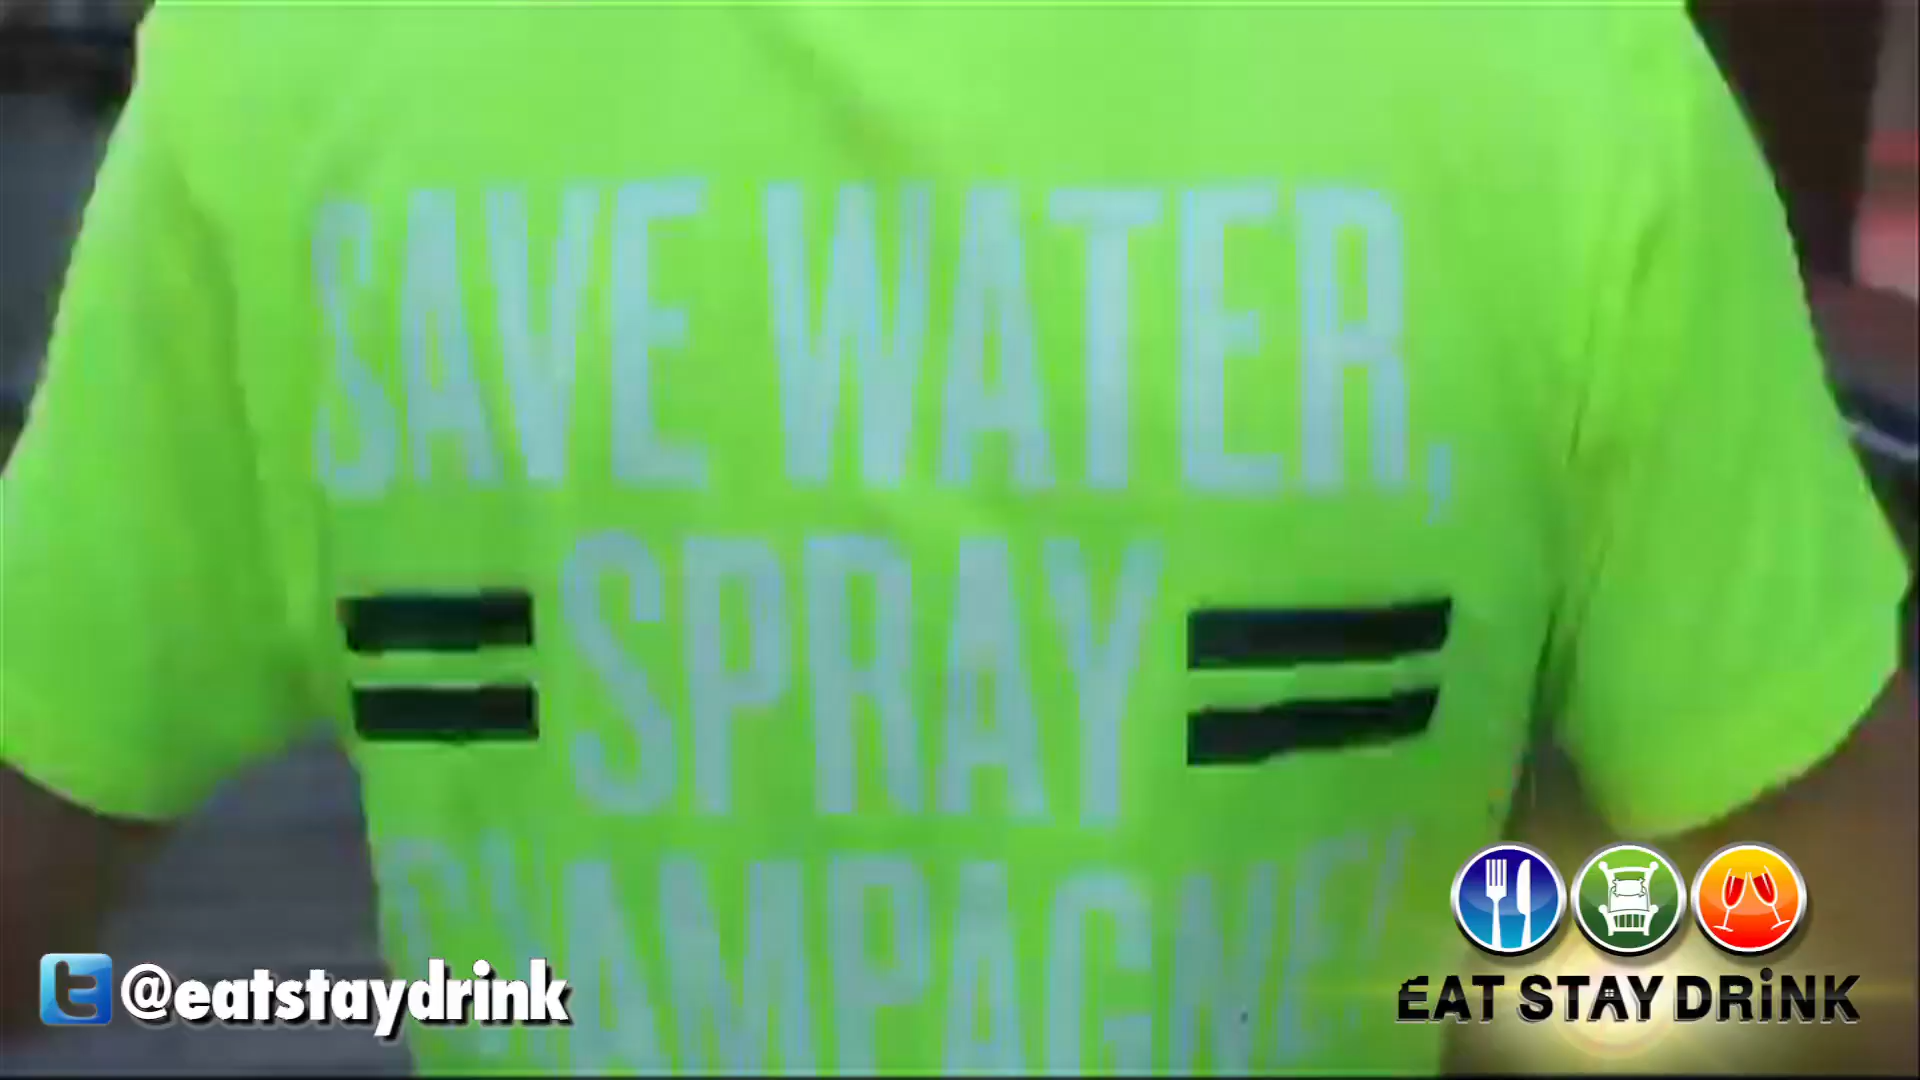 SAVE WATER,
SPRAY
CHAMPAGNE!
@eatstaydrink
EAT STAY DRiNK